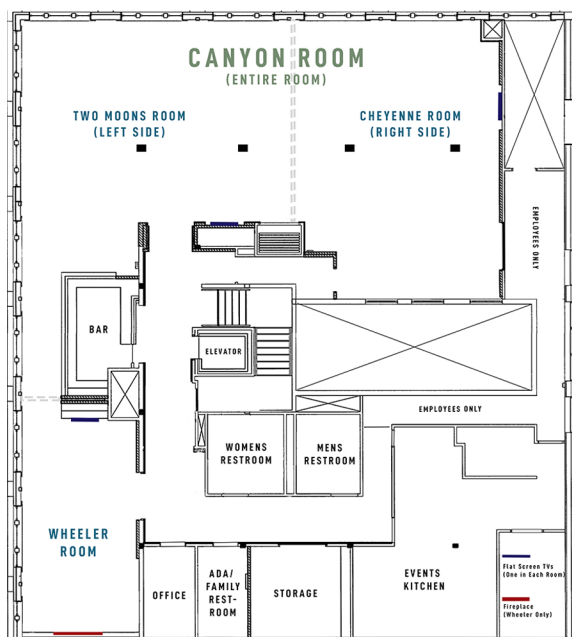 CANYON ROOM
(ENTIRE ROOM)
TWO MOONS ROOM
(LEFT SIDE)
CHEYENNE ROOM
(RIGHT SIDE)
EMPLOYEES ONLY
BAR
ELEVATOR
EMPLOYEES ONLY
WOMENS
RESTROOM
MENS
RESTROOM
WHEELER
ROOM
OFFICE
ADA/
FAMILY
REST-
ROOM
STORAGE
EVENTS
KITCHEN
Flat Screen TVs
(One in Each Room)
Fireplace
(Wheeler Only)